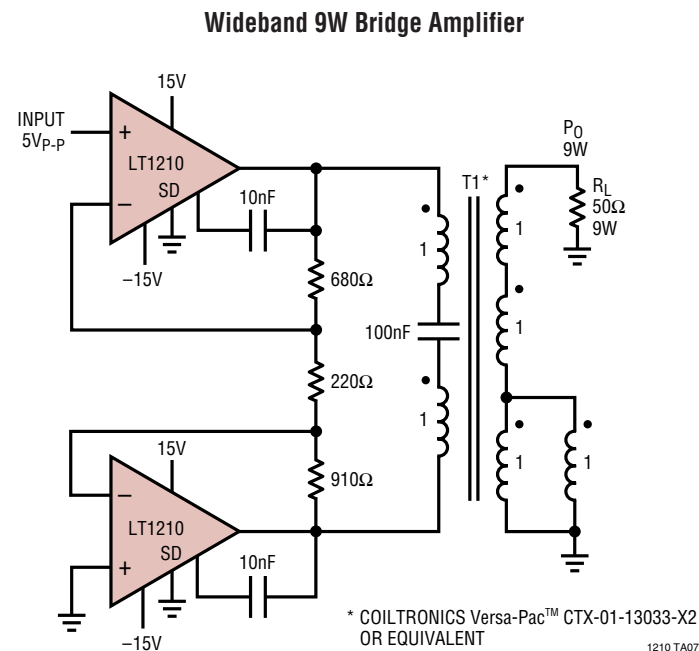 Wideband 9W Bridge Amplifier
15V
INPUT
5VP-P
+
LT1210
SD
–
–15V
10nF
680Ω
220Ω
910Ω
15V
–
LT1210
SD
+
10nF
–15V
1
100nF
1
T1*
1
1
1
1
PO
9W
RL
50Ω
9W
* COILTRONICS Versa-Pac™ CTX-01-13033-X2
OR EQUIVALENT
1210 TA07